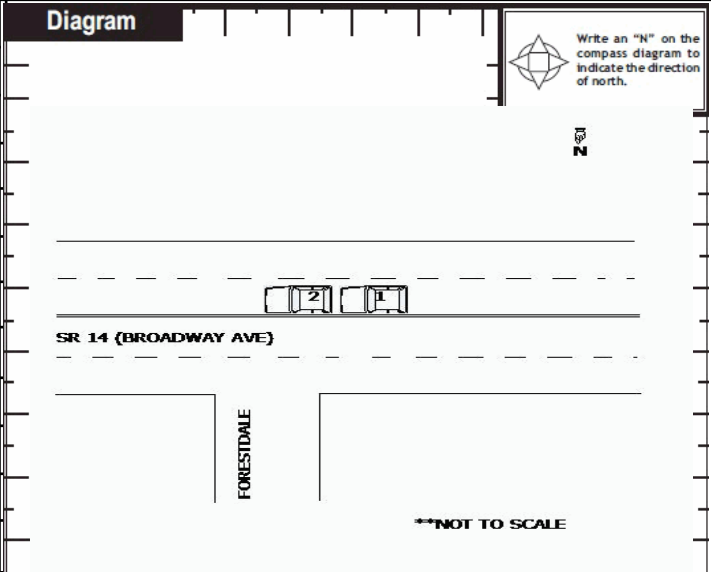 Diagram
Write an “N” on the
compass diagram to
indicate the direction
of north.
N
2 1
SR 14 (BROADWAY AVE)
FORESTDALE
**NOT TO SCALE